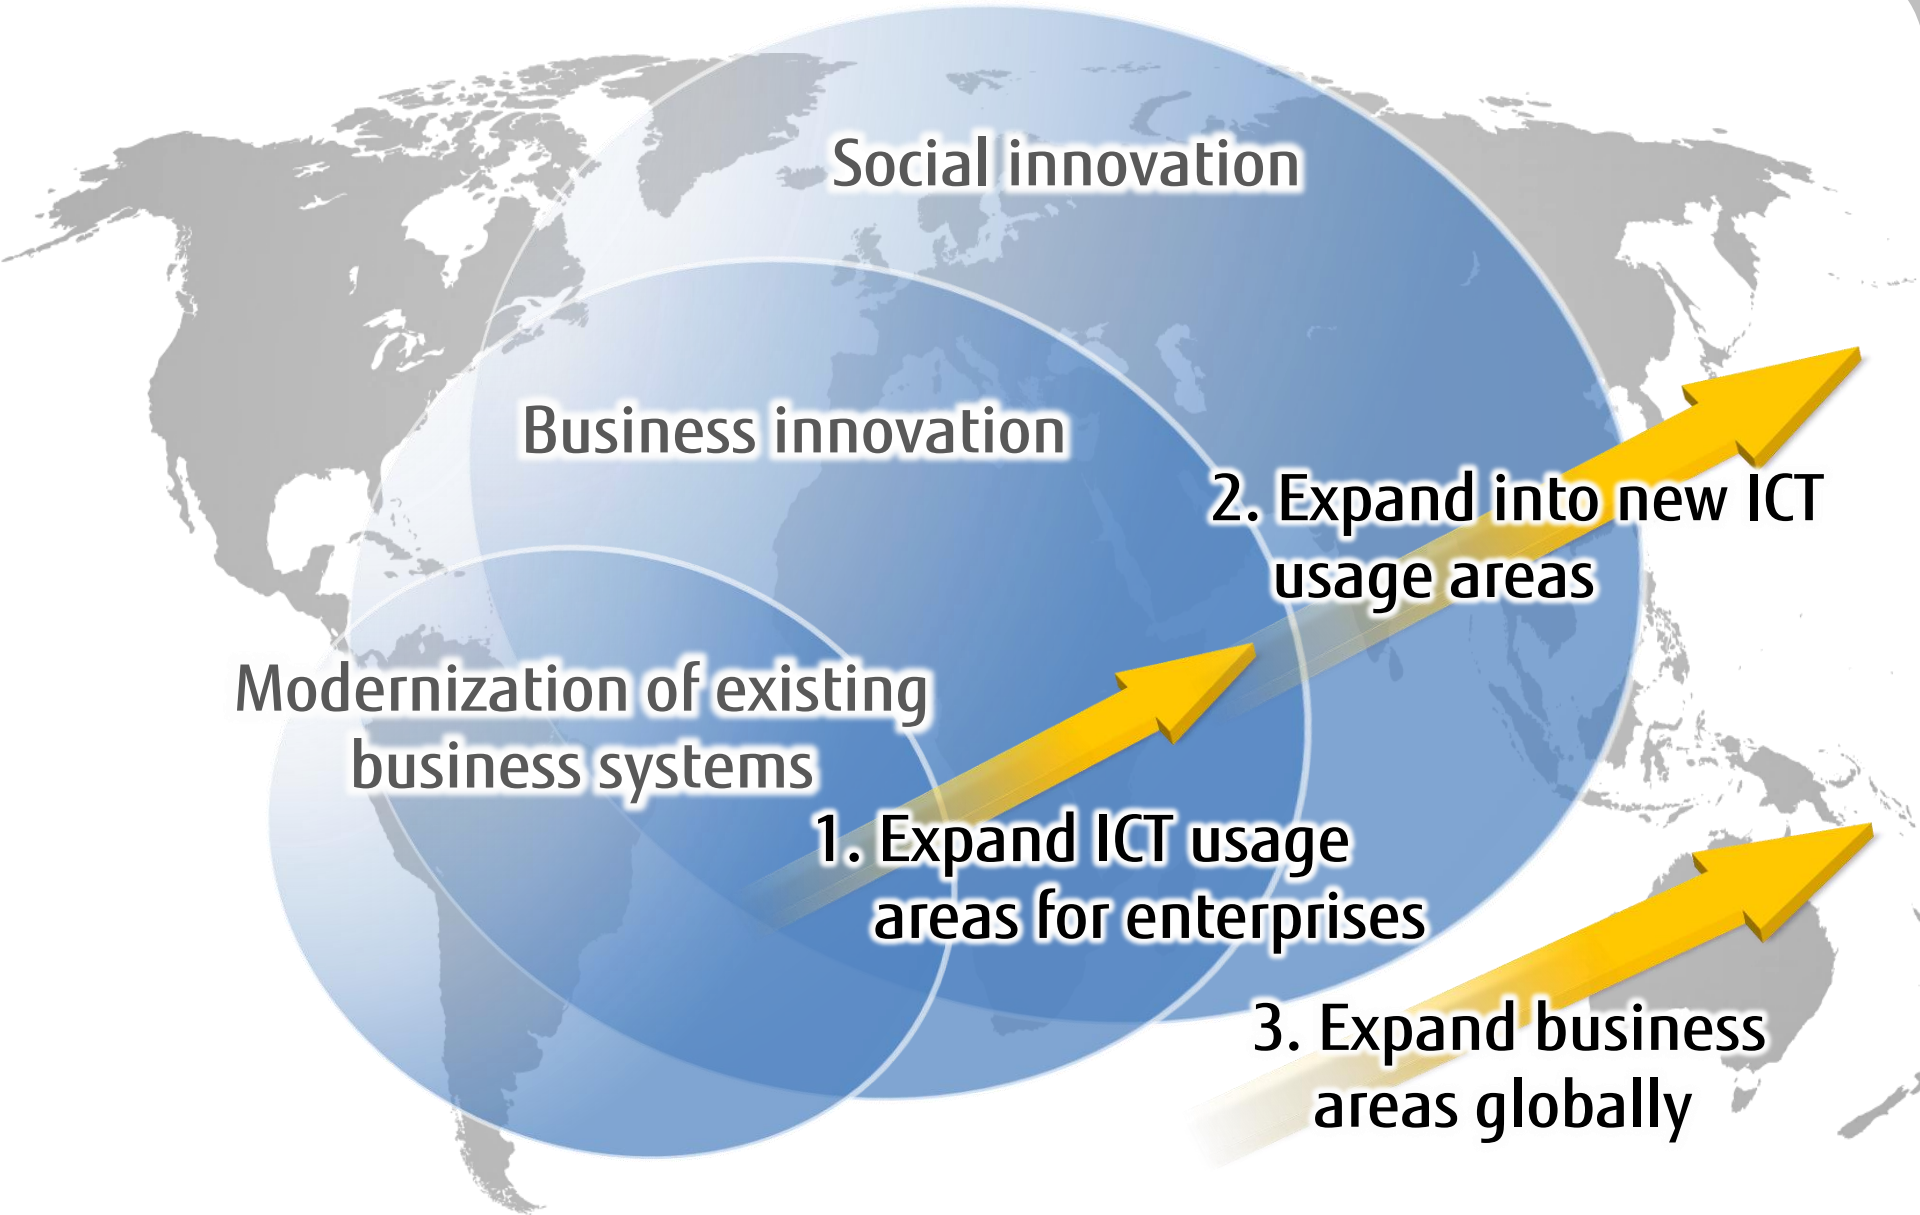 Social innovation
Business innovation
2. Expand into new ICT
usage areas
Modernization of existing
business systems
1. Expand ICT usage
areas for enterprises
3. Expand business
areas globally